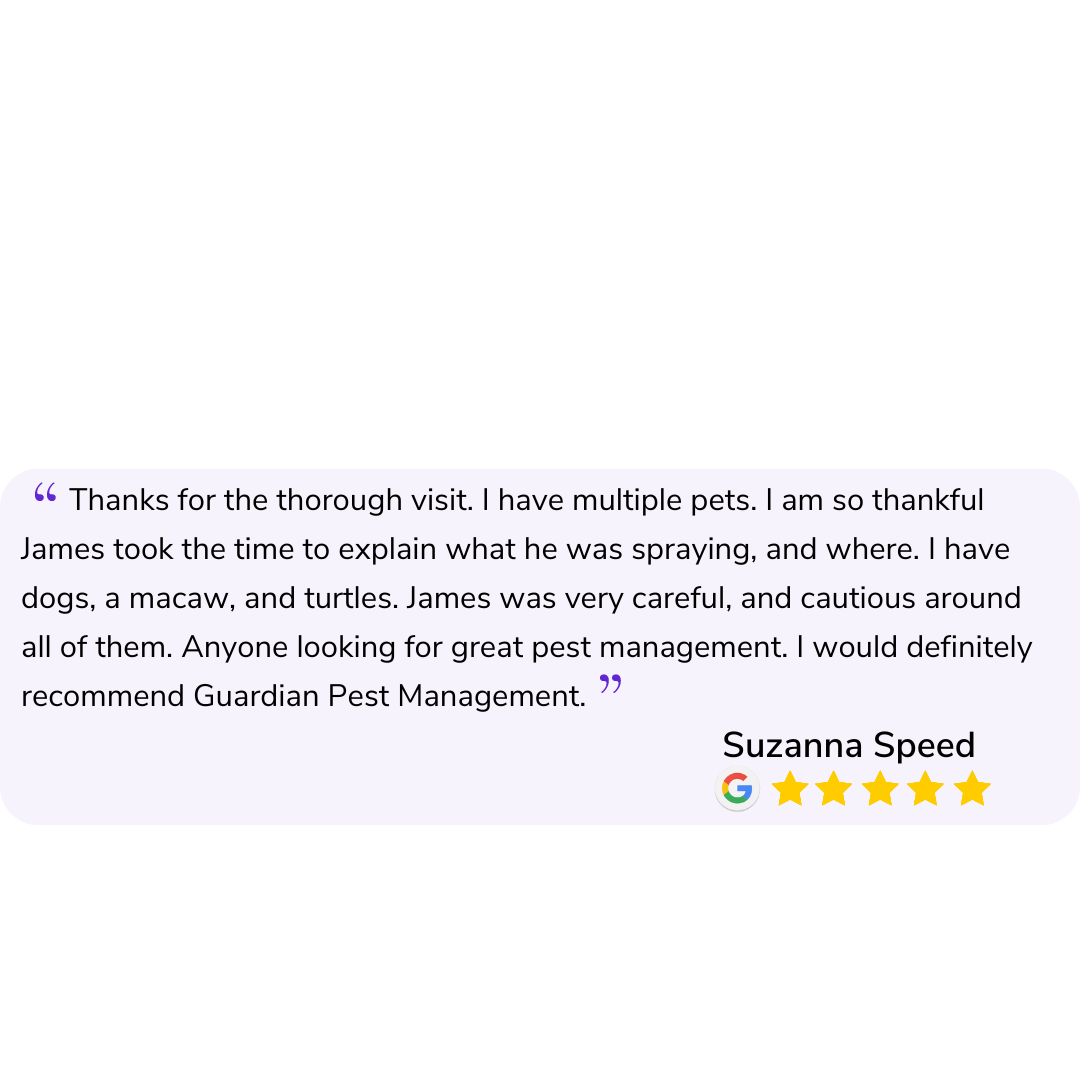 “ Thanks for the thorough visit. I have multiple pets. I am so thankful
James took the time to explain what he was spraying, and where. I have
dogs, a macaw, and turtles. James was very careful, and cautious around
all of them. Anyone looking for great pest management. I would definitely
recommend Guardian Pest Management. ”
Suzanna Speed
G